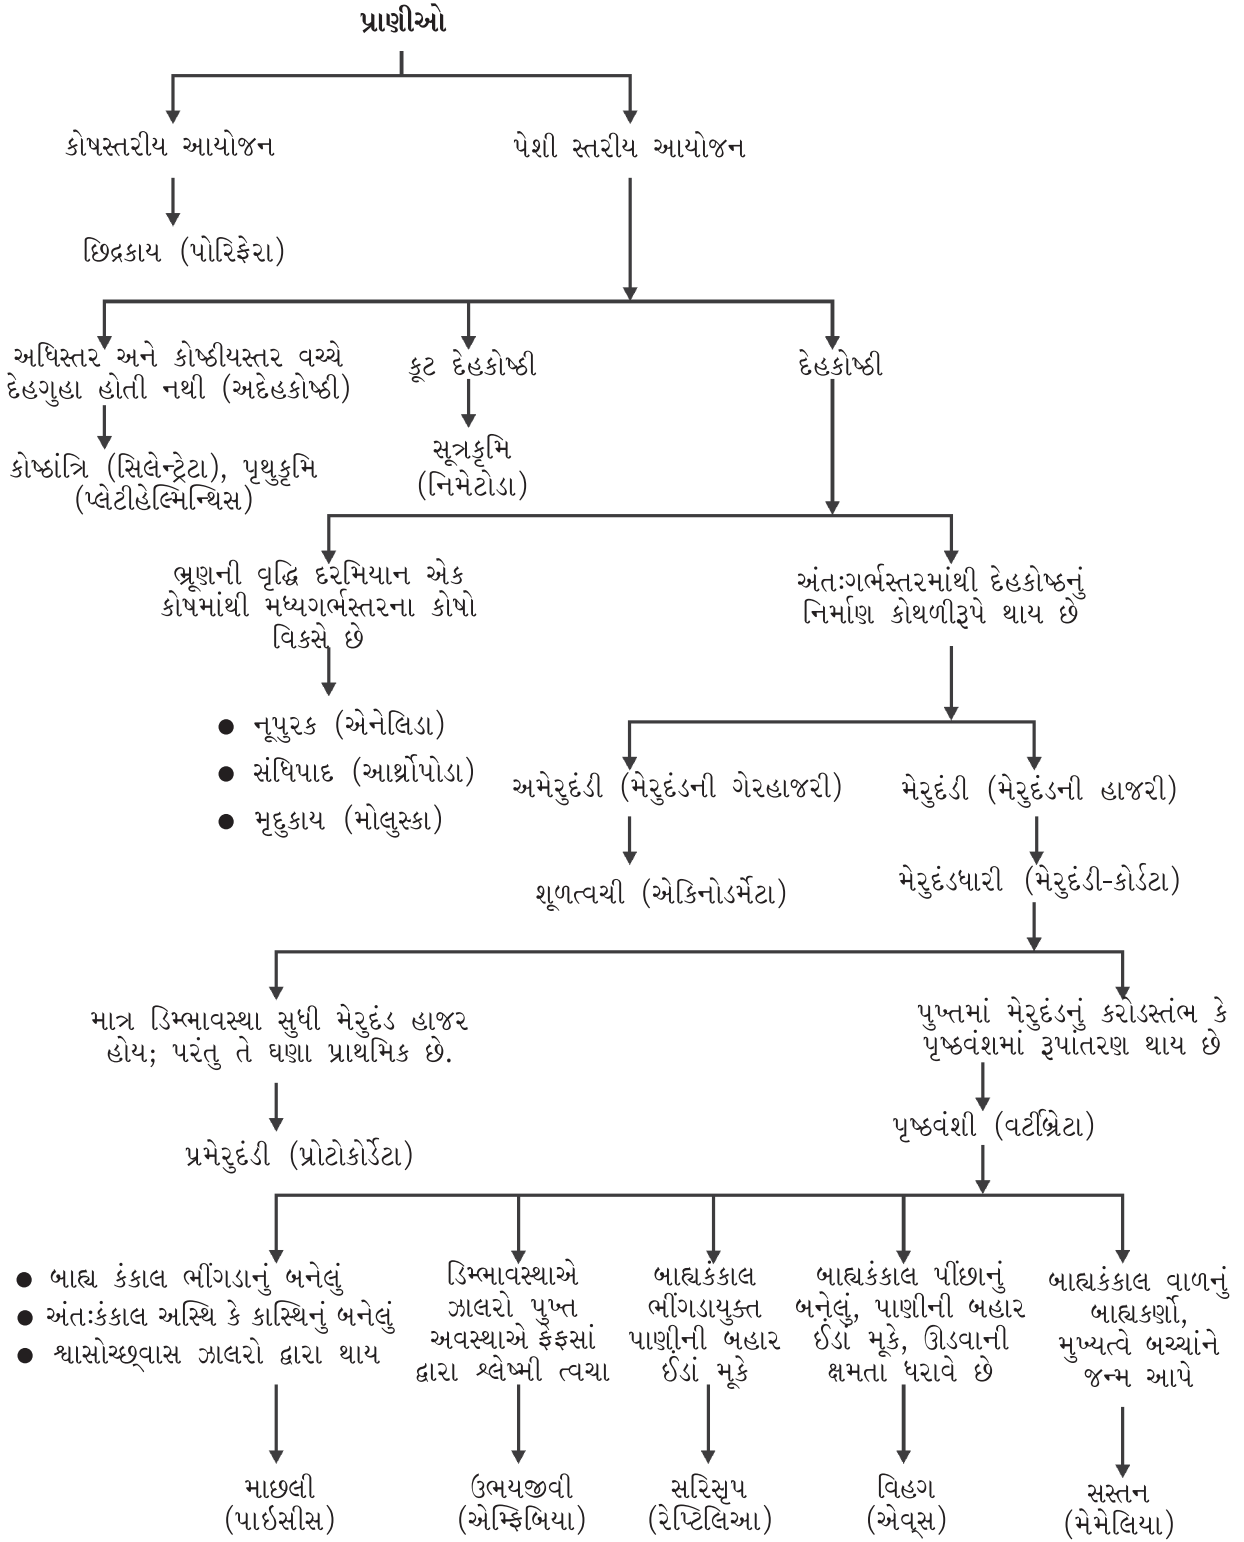 પ્રાણીઓ
કોષસ્તરીય આયોજન
પેશી સ્તરીય આયોજન
છિદ્રકાય (પોરિફેરા)
અધિસ્તર અને કોષ્ઠીયસ્તર વચ્ચે
દેહગુહા હોતી નથી (અદેહકોષ્ઠી)
કૂટ દેહકોષ્ઠી
દેહકોષ્ઠી
કોષ્ઠાંત્રિ (સિલેન્ટ્રેટા), પૃથુકૃમિ
(પ્લેટીહેલ્મિન્થિસ)
સૂત્રકૃમિ
(નિમેટોડા)
ભ્રૂણની વૃદ્ધિ દરમિયાન એક
કોષમાંથી મધ્યગર્ભસ્તરના કોષો
વિકસે છે
અંતઃગર્ભસ્તરમાંથી દેહકોષ્ઠનું
નિર્માણ કોથળીરૂપે થાય છે
● નૂપુરક (એનેલિડા)
● સંધિપાદ (આર્થ્રોપોડા)
● મૃદુકાય (મોલુસ્કા)
અમેરુદંડી (મેરુદંડની ગેરહાજરી)
મેરુદંડી (મેરુદંડની હાજરી)
શૂળત્વચી (એકિનોડર્મેટા)
મેરુદંડધારી (મેરુદંડી-કોર્ડટા)
માત્ર ડિમ્ભાવસ્થા સુધી મેરુદંડ હાજર
હોય; પરંતુ તે ઘણા પ્રાથમિક છે.
પુખ્તમાં મેરુદંડનું કરોડસ્તંભ કે
પૃષ્ઠવંશમાં રૂપાંતરણ થાય છે
પ્રમેરુદંડી (પ્રોટોકોર્ડેટા)
પૃષ્ઠવંશી (વર્ટીબ્રેટા)
● બાહ્ય કંકાલ ભીંગડાનું બનેલું
● અંતઃકંકાલ અસ્થિ કે કાસ્થિનું બનેલું
● શ્વાસોચ્છ્વાસ ઝાલરો દ્વારા થાય
ડિમ્ભાવસ્થાએ
ઝાલરો પુખ્ત
અવસ્થાએ ફેફસાં
દ્વારા શ્લેષ્મી ત્વચા
બાહ્યકંકાલ
ભીંગડાયુક્ત
પાણીની બહાર
ઈંડાં મૂકે
બાહ્યકંકાલ પીંછાનું
બનેલું, પાણીની બહાર
ઈંડાં મૂકે, ઊડવાની
ક્ષમતા ધરાવે છે
બાહ્યકંકાલ વાળનું
બાહ્યકર્ણો,
મુખ્યત્વે બચ્ચાંને
જન્મ આપે
માછલી
(પાઇસીસ)
ઉભયજીવી
(એમ્ફિબિયા)
સરિસૃપ
(રેપ્ટિલિઆ)
વિહગ
(એવ્સ)
સસ્તન
(મેમેલિયા)